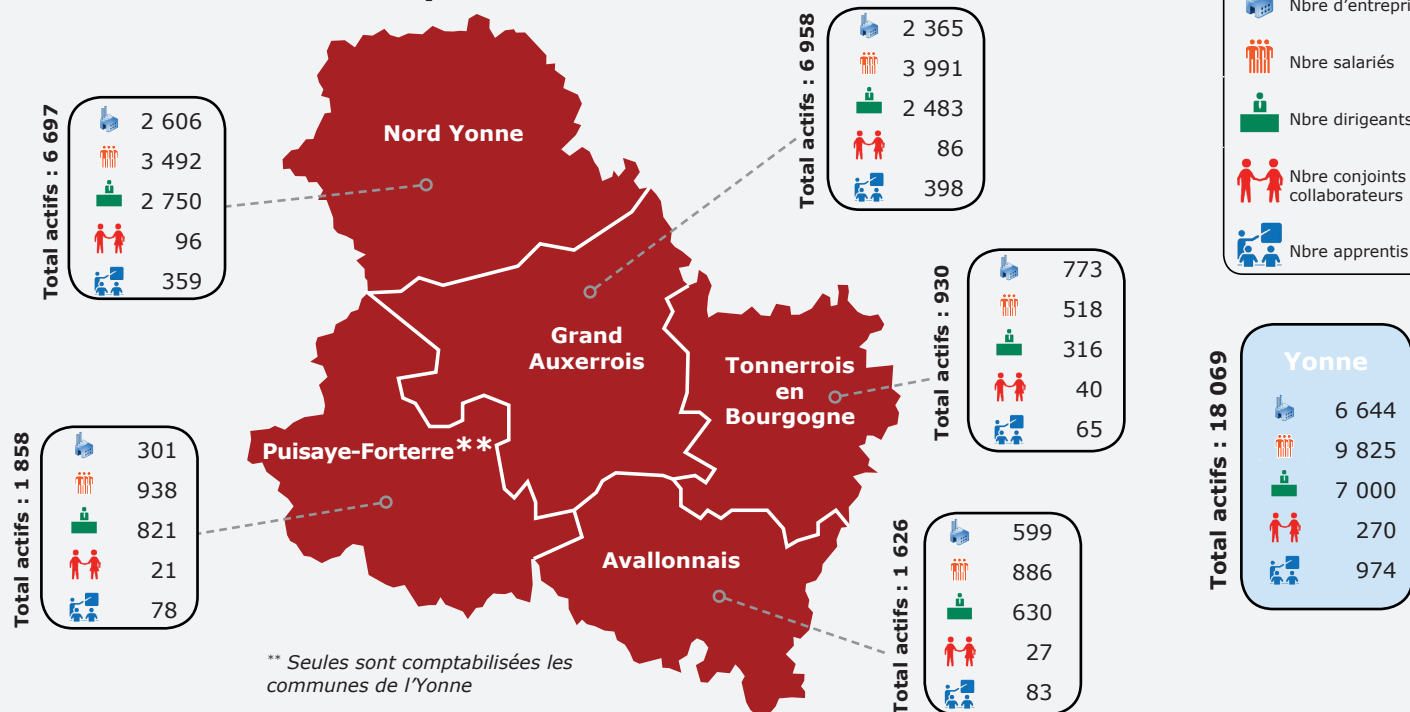 Total actifs : 6 697
2 606
3 492
2 750
96
359
Nord Yonne
Total actifs : 6 958
2 365
3 991
2 483
86
398
Grand
Auxerrois
Total actifs : 930
773
518
316
40
65
Tonnerrois
en
Bourgogne
Total actifs : 1 858
301
938
821
21
78
Puisaye-Forterre**
Total actifs : 1 626
599
886
630
27
83
Avallonnais
** Seules sont comptabilisées les
communes de l’Yonne
Nbre d’entrepri
Nbre salariés
Nbre dirigeants
Nbre conjoints
collaborateurs
Nbre apprentis
Total actifs : 18 069
Yonne
6 644
9 825
7 000
270
974